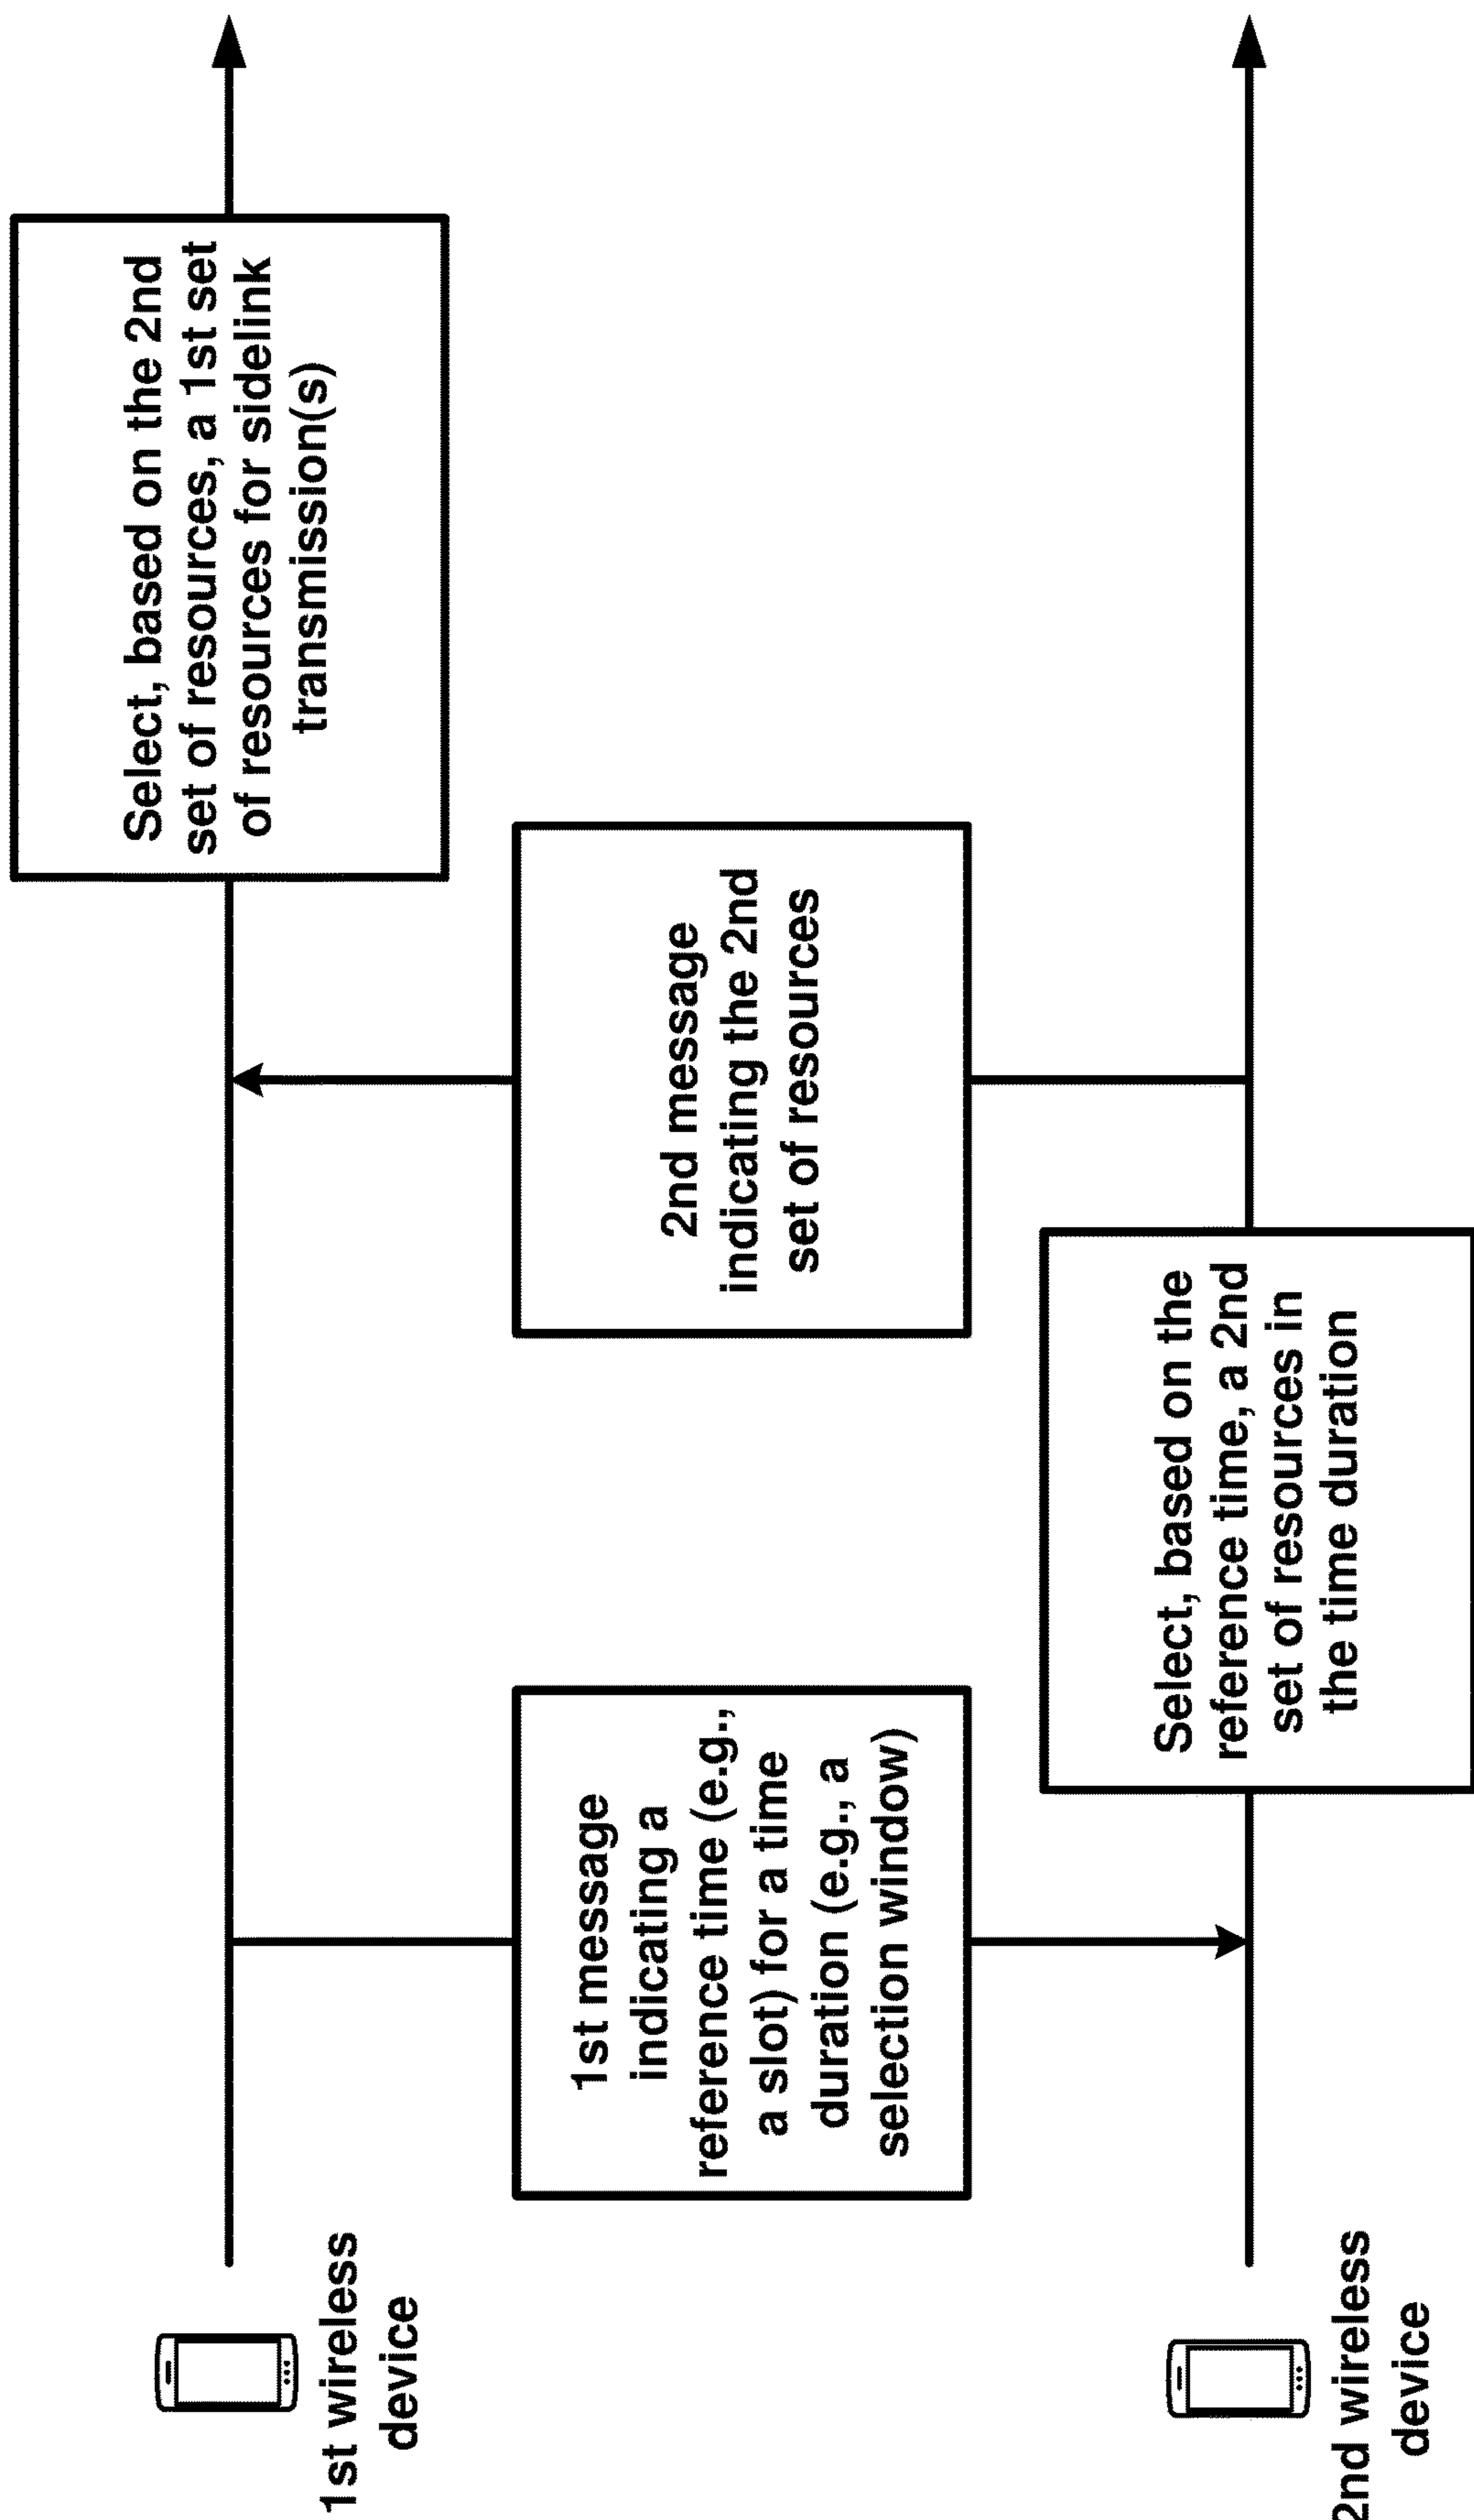 1st wireless
device
2nd wireless
device
1st message
indicating a
reference time (e.g.,
a slot) for a time
duration (e.g., a
selection window)
Select, based on the
reference time, a 2nd
set of resources in
the time duration
2nd message
indicating the 2nd
set of resources
Select, based on the 2nd
set of resources, a 1st set
of resources for sidelink
transmission(s)